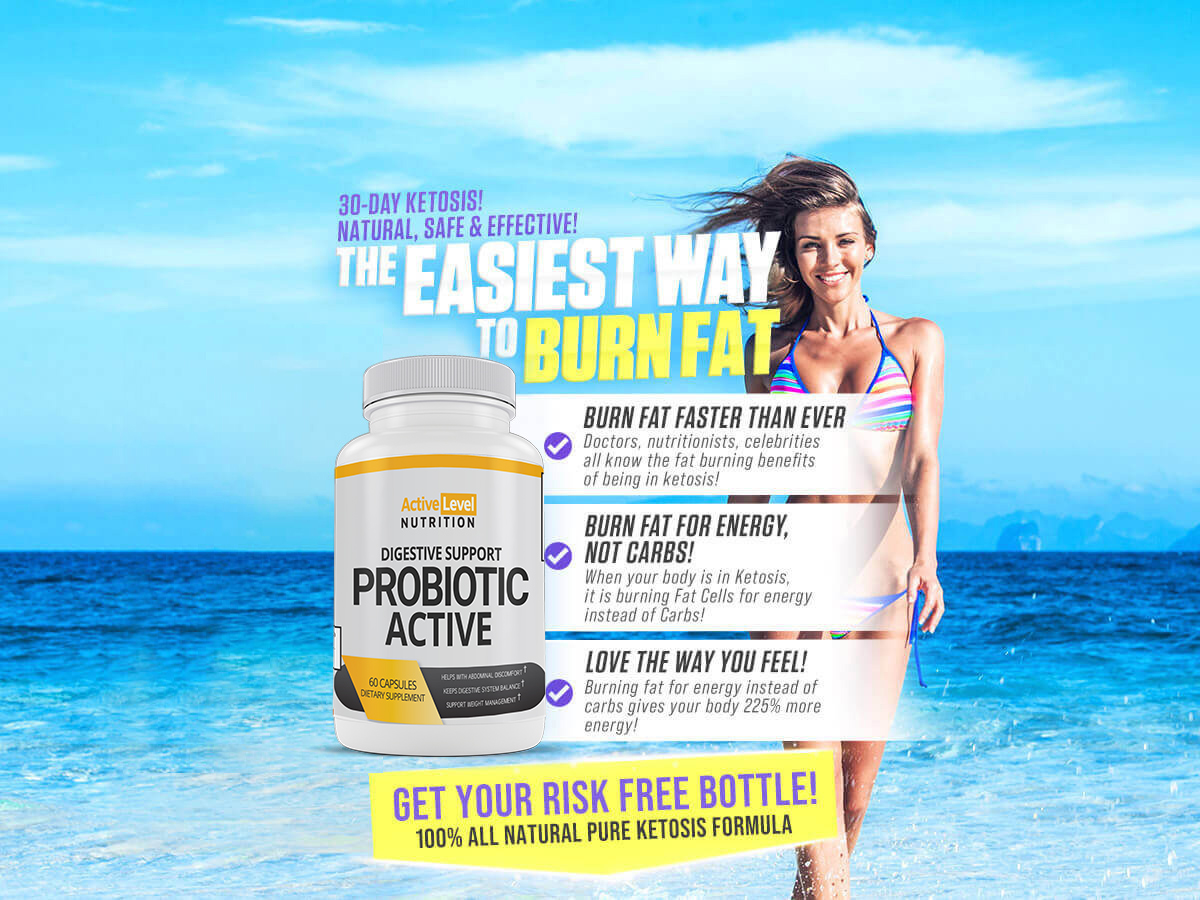 30-DAY KETOSIS!
NATURAL, SAFE & EFFECTIVE!
THE EASIEST WAY
TO BURN FAT
BURN FAT FASTER THAN EVER
Doctors, nutritionists, celebrities
all know the fat burning benefits
of being in ketosis!
BURN FAT FOR ENERGY,
NOT CARBS!
When your body is in Ketosis,
it is burning Fat Cells for energy
instead of Carbs!
LOVE THE WAY YOU FEEL!
Burning fat for energy instead of
carbs gives your body 225% more
energy!
Active Level
NUTRITION
DIGESTIVE SUPPORT
PROBIOTIC
ACTIVE
60 CAPSULES
DIETARY SUPPLEMENT
HELPS WITH ABDOMINAL DISCOMFORT†
KEEPS DIGESTIVE SYSTEM BALANCE†
SUPPORT WEIGHT MANAGEMENT†
GET YOUR RISK FREE BOTTLE!
100% ALL NATURAL PURE KETOSIS FORMULA